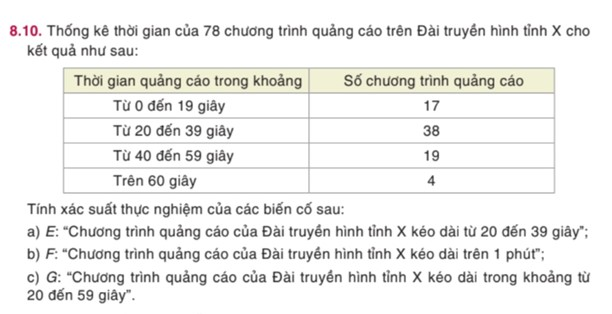 8.10. Thống kê thời gian của 78 chương trình quảng cáo trên Đài truyền hình tỉnh X cho
kết quả như sau:
Thời gian quảng cáo trong khoảng Số chương trình quảng cáo
Từ 0 đến 19 giây 17
Từ 20 đến 39 giây 38
Từ 40 đến 59 giây 19
Trên 60 giây 4
Tính xác suất thực nghiệm của các biến cố sau:
a) E: “Chương trình quảng cáo của Đài truyền hình tỉnh X kéo dài từ 20 đến 39 giây”;
b) F: “Chương trình quảng cáo của Đài truyền hình tỉnh X kéo dài trên 1 phút”;
c) G: “Chương trình quảng cáo của Đài truyền hình tỉnh X kéo dài trong khoảng từ
20 đến 59 giây”.